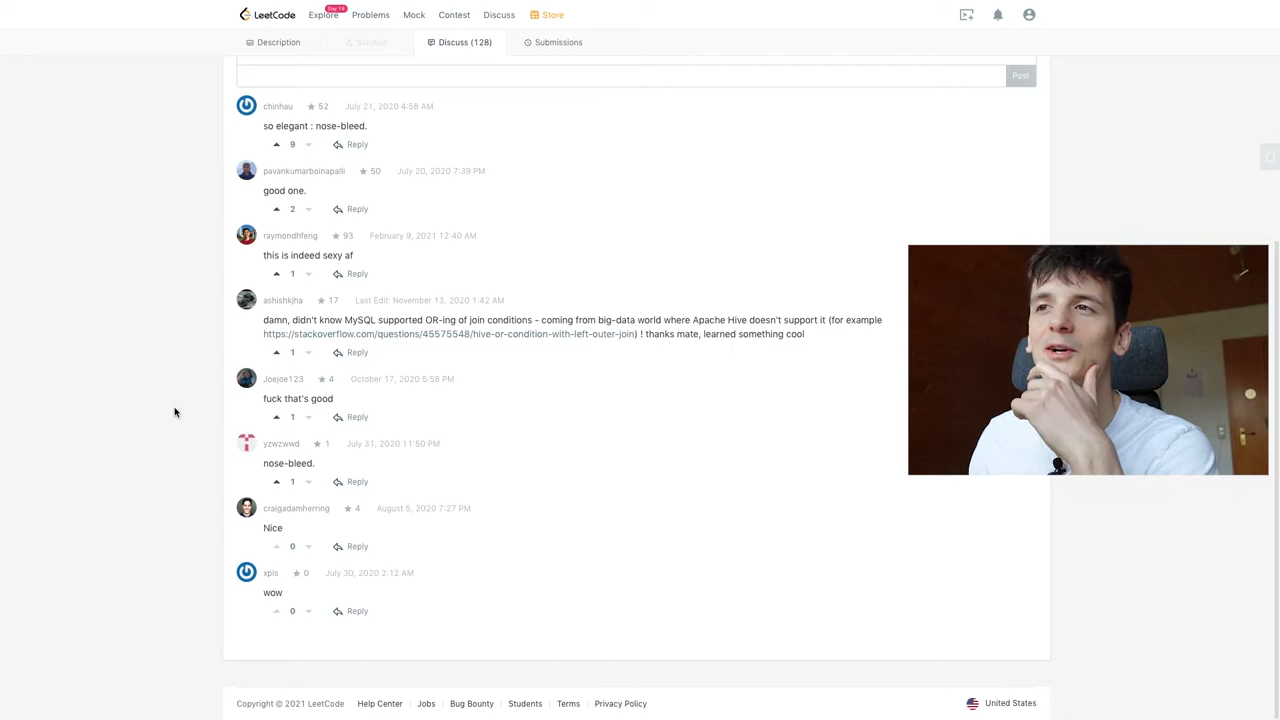 LeetCode Explore Day 19 Problems Mock Contest Discuss Store
Description Solution Discuss (128) Submissions
Post
chinhau ★ 52 July 21, 2020 4:58 AM
so elegant : nose-bleed.
9 Reply
pavankumarboinapalli ★ 50 July 20, 2020 7:39 PM
good one.
2 Reply
raymondhfeng ★ 93 February 9, 2021 12:40 AM
this is indeed sexy af
1 Reply
ashishkjha ★ 17 Last Edit: November 13, 2020 1:42 AM
damn, didn't know MySQL supported OR-ing of join conditions - coming from big-data world where Apache Hive doesn't support it (for example
https://stackoverflow.com/questions/45575548/hive-or-condition-with-left-outer-join) ! thanks mate, learned something cool
1 Reply
Joejoe123 ★ 4 October 17, 2020 5:58 PM
fuck that's good
1 Reply
yzwzwwd ★ 1 July 31, 2020 11:50 PM
nose-bleed.
1 Reply
craigadamherring ★ 4 August 5, 2020 7:27 PM
Nice
0 Reply
xpis ★ 0 July 30, 2020 2:12 AM
wow
0 Reply
Copyright © 2021 LeetCode Help Center | Jobs | Bug Bounty | Students | Terms | Privacy Policy United States